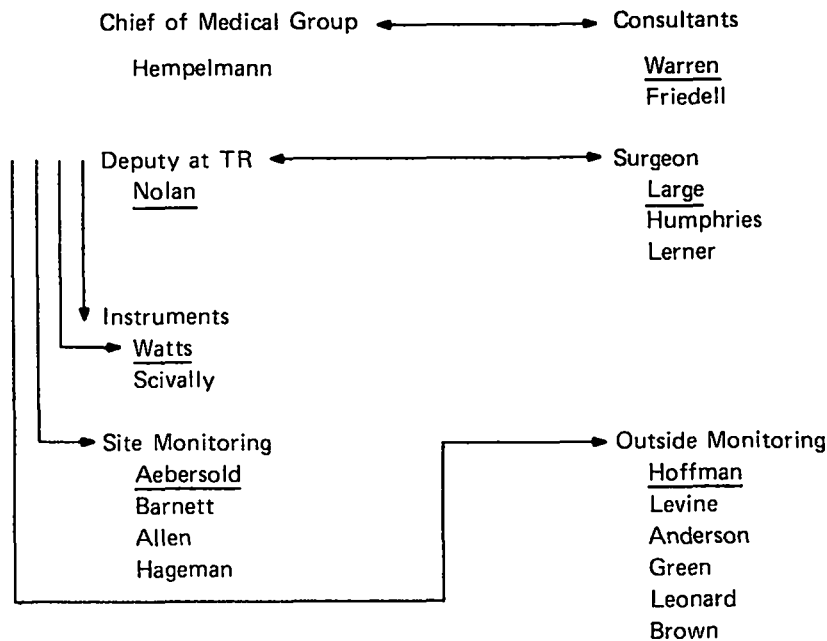 Chief of Medical Group
Consultants
Hempelmann
Warren
Friedell
Deputy at TR
Surgeon
Nolan
Large
Humphries
Lerner
Instruments
Watts
Scivally
Site Monitoring
Outside Monitoring
Aebersold
Hoffman
Barnett
Levine
Allen
Anderson
Hageman
Green
Leonard
Brown